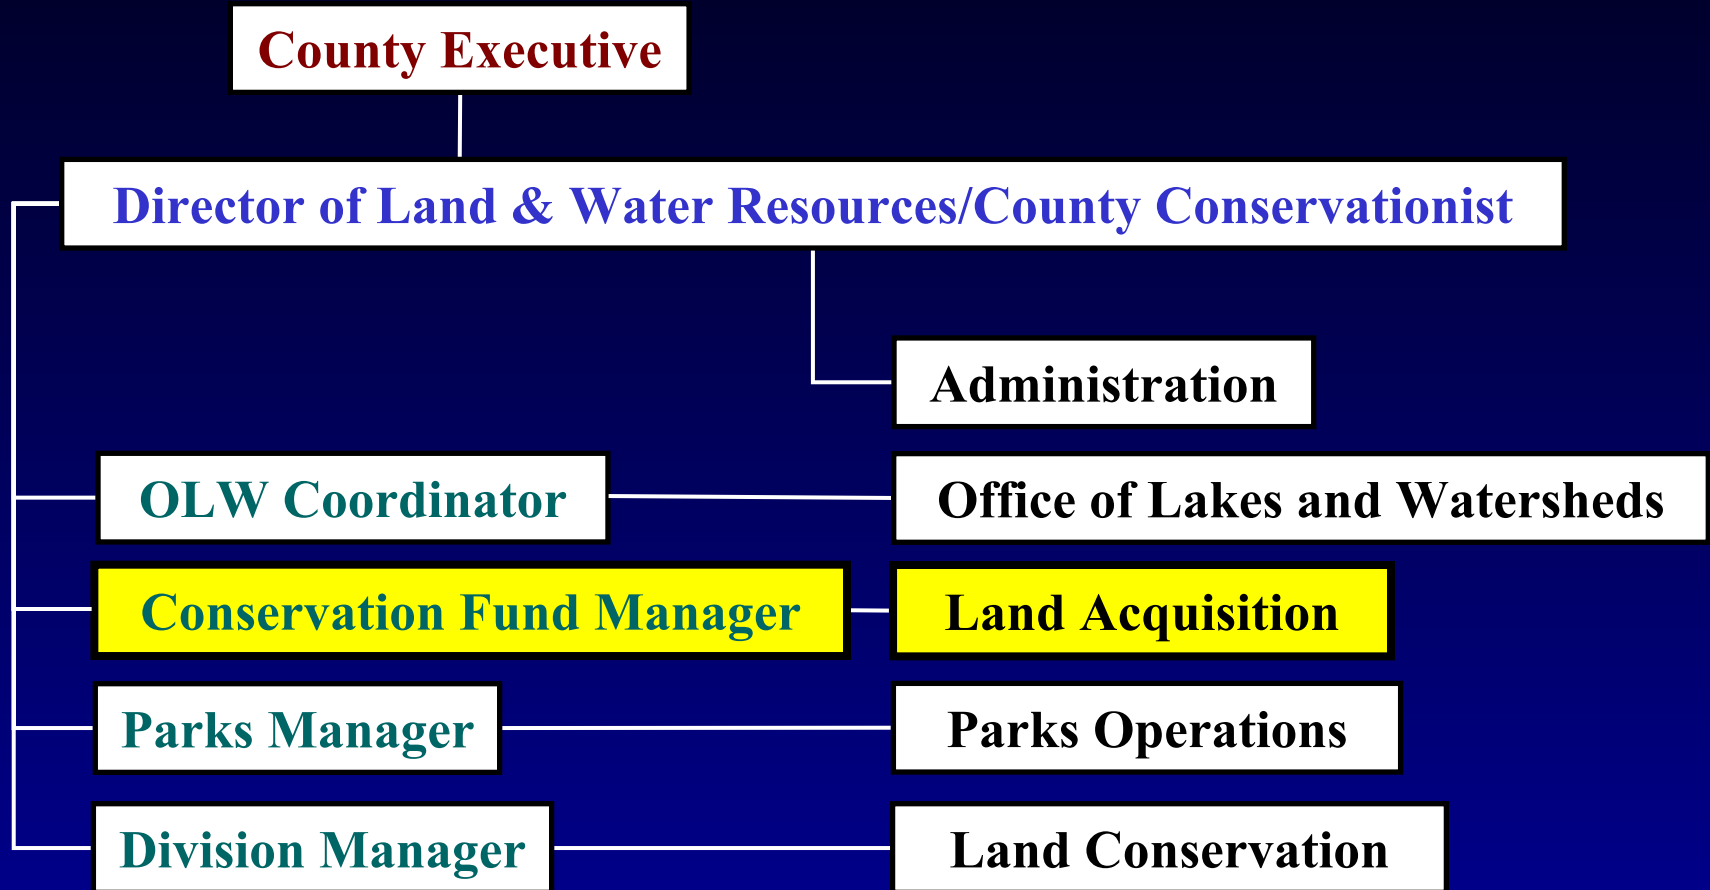 County Executive
Director of Land & Water Resources/County Conservationist
Administration
OLW Coordinator
Office of Lakes and Watersheds
Conservation Fund Manager
Land Acquisition
Parks Manager
Parks Operations
Division Manager
Land Conservation